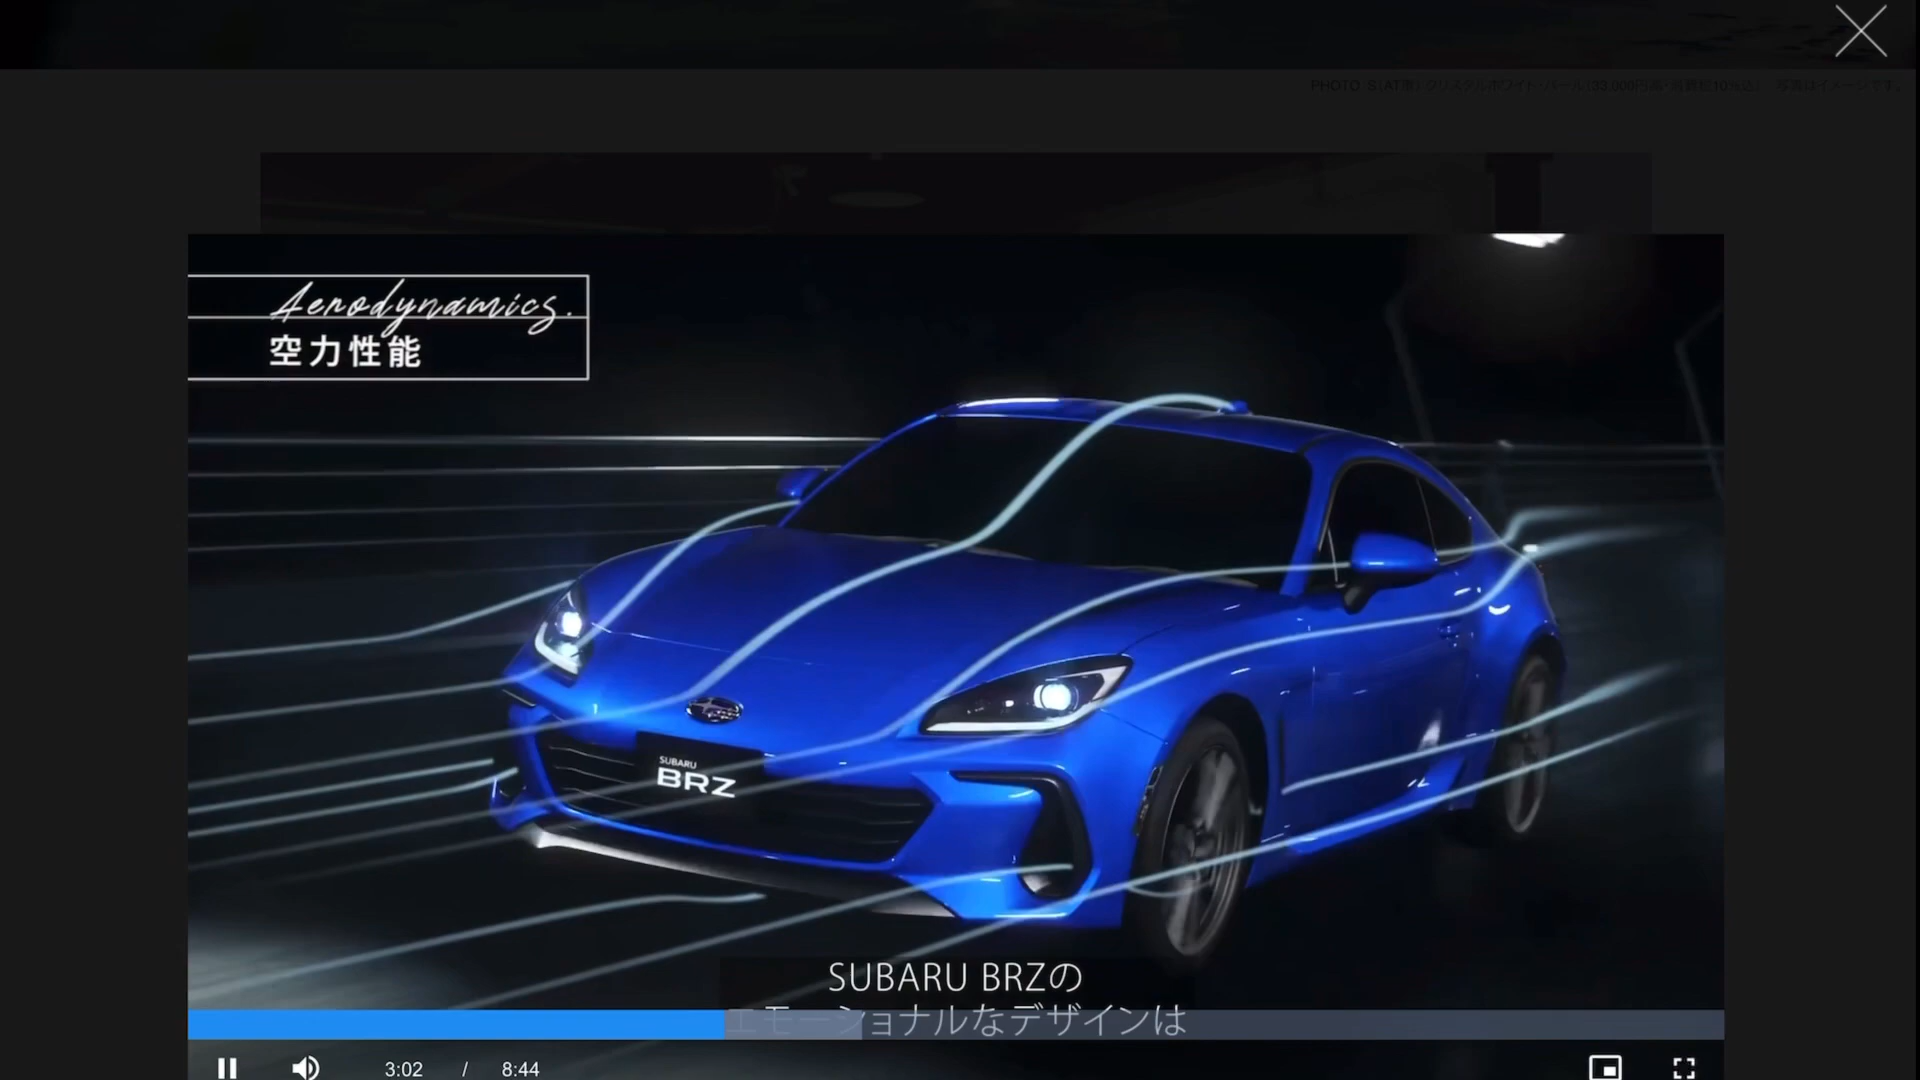 Aerodynamics.
空力性能
SUBARU
BRZ
SUBARU BRZの
エモーショナルなデザインは
3:02 / 8:44